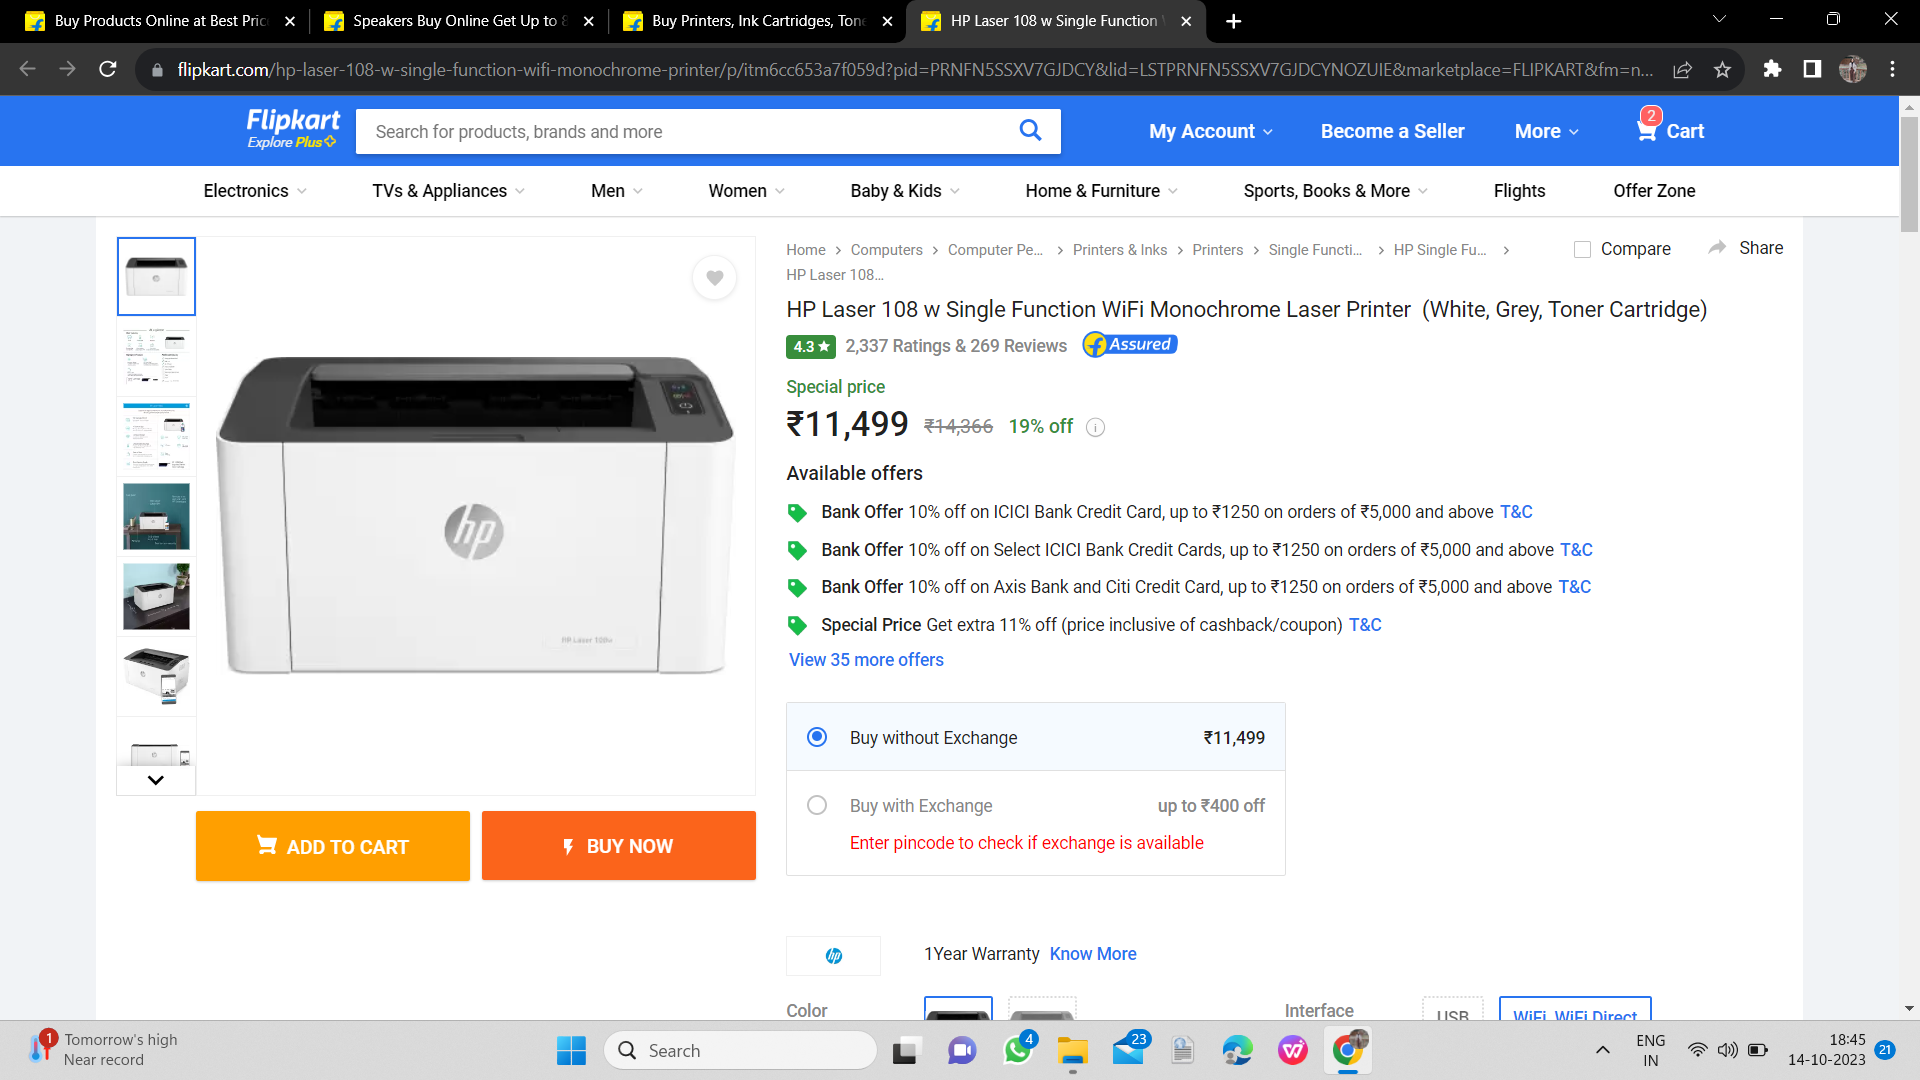 Buy Products Online at Best Pric
Speakers Buy Online Get Up to 8
Buy Printers, Ink Cartridges, Tone
HP Laser 108 w Single Function
flipkart.com/hp-laser-108-w-single-function-wifi-monochrome-printer/p/itm6cc653a7f059d?pid=PRNFN5SSXV7GJDCY&lid=LSTPRNFN5SSXV7GJDCYNOZUIE&marketplace=FLIPKART&fm=n...
Flipkart
Explore Plus
Search for products, brands and more
My Account
Become a Seller
More
2
Cart
Electronics
TVs & Appliances
Men
Women
Baby & Kids
Home & Furniture
Sports, Books & More
Flights
Offer Zone
Home
Computers
Computer Pe...
Printers & Inks
Printers
Single Functi...
HP Single Fu...
HP Laser 108...
Compare
Share
HP Laser 108 w Single Function WiFi Monochrome Laser Printer (White, Grey, Toner Cartridge)
4.3
2,337 Ratings & 269 Reviews
Assured
Special price
₹11,499 ₹14,366 19% off
Available offers
Bank Offer 10% off on ICICI Bank Credit Card, up to ₹1250 on orders of ₹5,000 and above T&C
Bank Offer 10% off on Select ICICI Bank Credit Cards, up to ₹1250 on orders of ₹5,000 and above T&C
Bank Offer 10% off on Axis Bank and Citi Credit Card, up to ₹1250 on orders of ₹5,000 and above T&C
Special Price Get extra 11% off (price inclusive of cashback/coupon) T&C
View 35 more offers
hp
HP Laser 108w
Buy without Exchange
₹11,499
Buy with Exchange
up to ₹400 off
Enter pincode to check if exchange is available
ADD TO CART
BUY NOW
hp
1Year Warranty Know More
Color
Interface
USB
WiFi, WiFi Direct
1
Tomorrow's high
Near record
Search
4
23
ENG
IN
18:45
14-10-2023
21